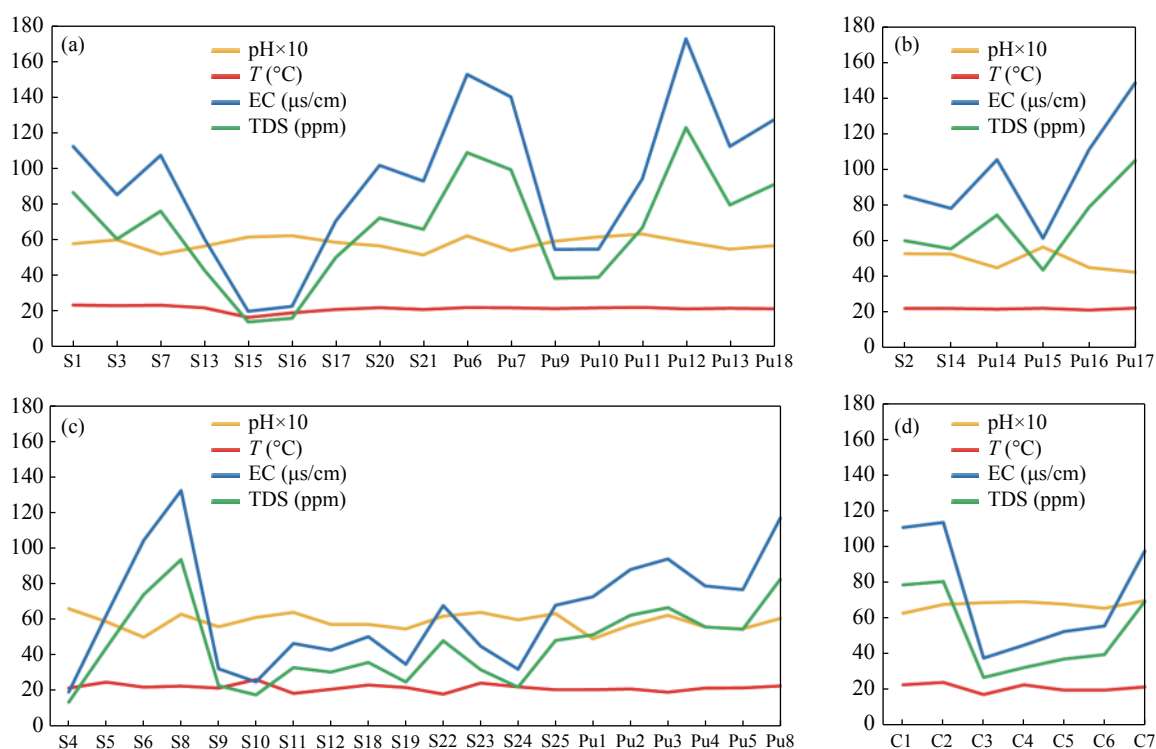 180
160
140
120
100
80
60
40
20
0
(a)
pH×10
T (°C)
EC (μs/cm)
TDS (ppm)
S1 S3 S7 S13 S15 S16 S17 S20 S21 Pu6 Pu7 Pu9 Pu10 Pu11 Pu12 Pu13 Pu18
180
160
140
120
100
80
60
40
20
0
(b)
pH×10
T (°C)
EC (μs/cm)
TDS (ppm)
S2 S14 Pu14 Pu15 Pu16 Pu17
180
160
140
120
100
80
60
40
20
0
(c)
pH×10
T (°C)
EC (μs/cm)
TDS (ppm)
S4 S5 S6 S8 S9 S10 S11 S12 S18 S19 S22 S23 S24 S25 Pu1 Pu2 Pu3 Pu4 Pu5 Pu8
180
160
140
120
100
80
60
40
20
0
(d)
pH×10
T (°C)
EC (μs/cm)
TDS (ppm)
C1 C2 C3 C4 C5 C6 C7